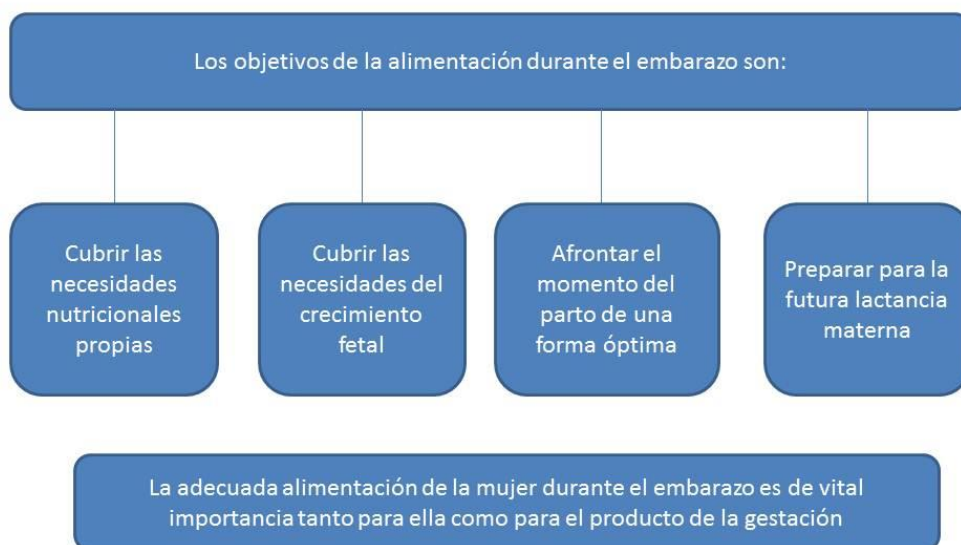 Los objetivos de la alimentación durante el embarazo son:
Cubrir las
necesidades
nutricionales
propias
Cubrir las
necesidades del
crecimiento
fetal
Afrontar el
momento del
parto de una
forma óptima
Preparar para la
futura lactancia
materna
La adecuada alimentación de la mujer durante el embarazo es de vital
importancia tanto para ella como para el producto de la gestación